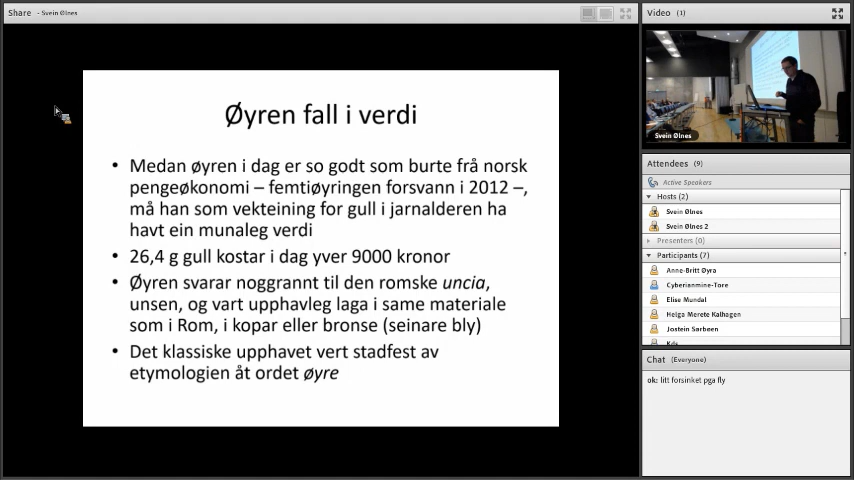 Share - Svein Ølnes
Øyren fall i verdi
• Medan øyren i dag er so godt som burte frå norsk
pengeøkonomi – femtiøyringen forsvann i 2012 –,
må han som vekteining for gull i jarnalderen ha
havt ein munaleg verdi
• 26,4 g gull kostar i dag yver 9000 kronor
• Øyren svarar noggrannt til den romske uncia,
unsen, og vart upphavleg laga i same materiale
som i Rom, i kopar eller bronse (seinare bly)
• Det klassiske upphavet vert stadfest av
etymologien åt ordet øyre
Video (1)
Svein Ølnes
Attendees (9)
Active Speakers
Hosts (2)
Svein Ølnes
Svein Ølnes 2
Presenters (0)
Participants (7)
Anne-Britt Øyra
Cyberianmine-Tore
Elise Mundal
Helga Merete Kalhagen
Jostein Sørbøen
Chat (Everyone)
ok: litt forsinket pga fly